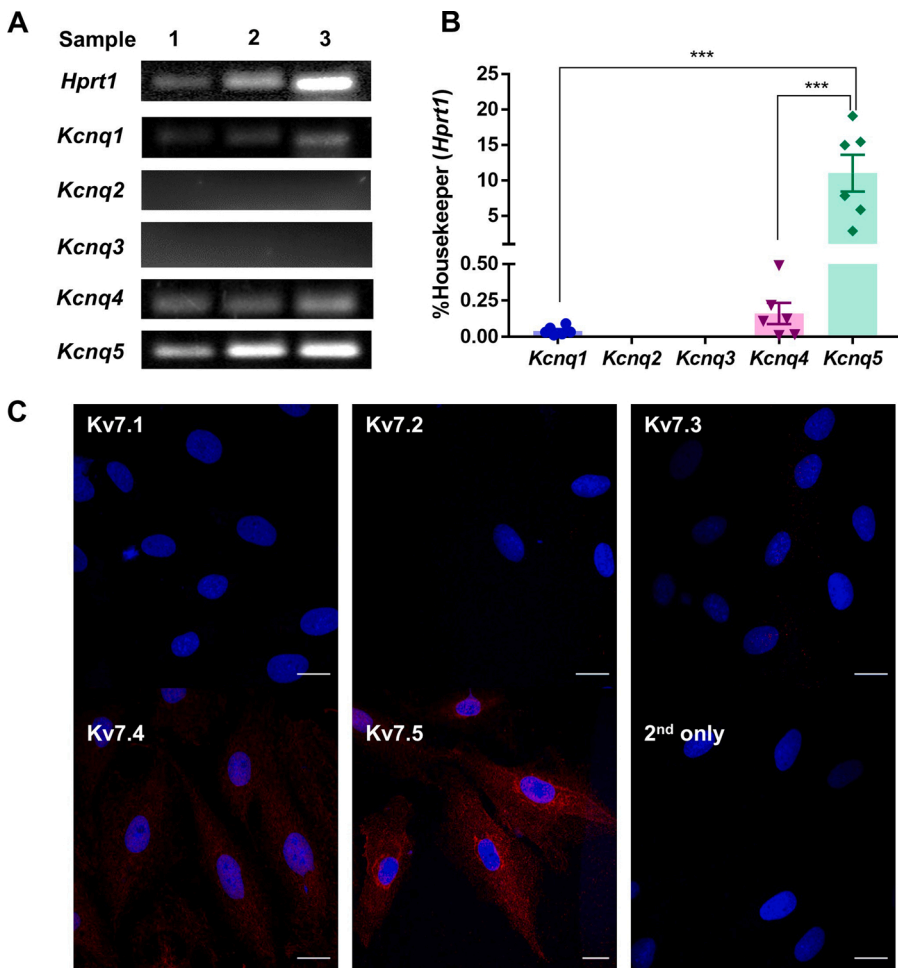 A
Sample 1 2 3
Hprt1
Kcnq1
Kcnq2
Kcnq3
Kcnq4
Kcnq5
B
***
***
%Housekeeper (Hprt1)
25
20
15
10
5
0.50
0.25
0.00
Kcnq1 Kcnq2 Kcnq3 Kcnq4 Kcnq5
C
Kv7.1 Kv7.2 Kv7.3
Kv7.4 Kv7.5 2nd only